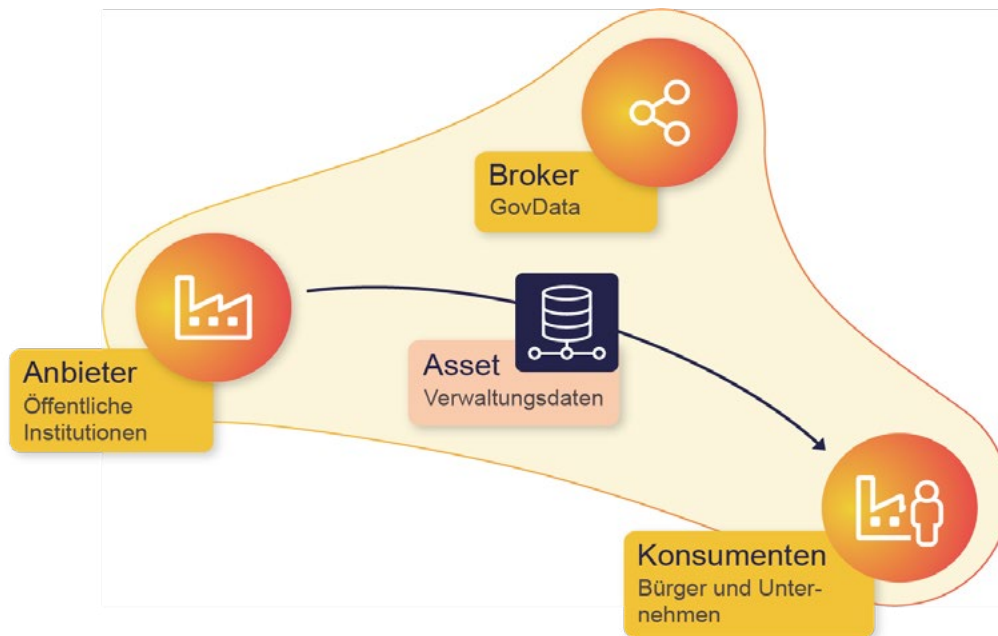 Broker
GovData
Anbieter
Öffentliche
Institutionen
Asset
Verwaltungsdaten
Konsumenten
Bürger und Unter-
nehmen